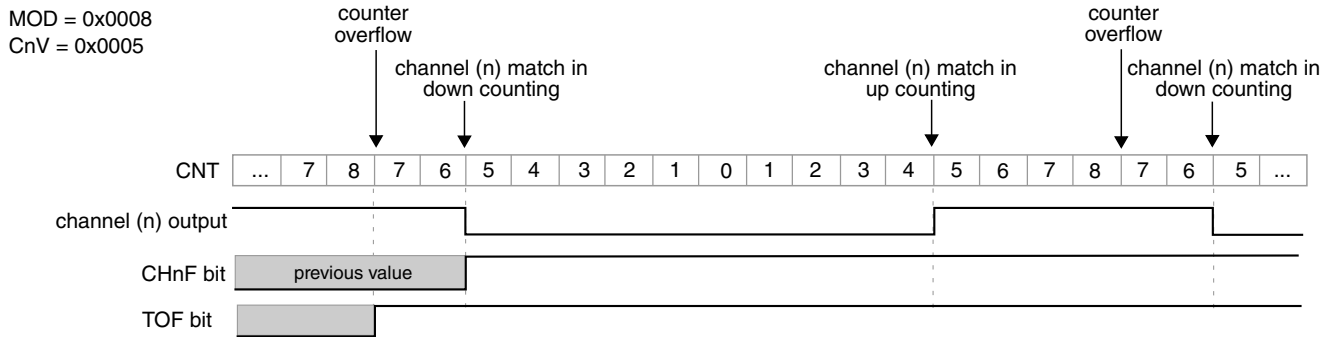 MOD = 0x0008
CnV = 0x0005
counter
overflow
channel (n) match in
down counting
channel (n) match in
up counting
counter
overflow
channel (n) match in
down counting
CNT ... 7 8 7 6 5 4 3 2 1 0 1 2 3 4 5 6 7 8 7 6 5 ...
channel (n) output
CHnF bit previous value
TOF bit